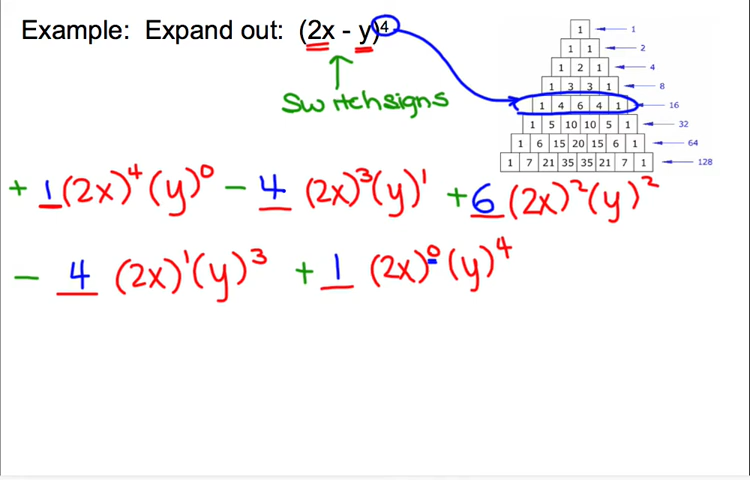 Example: Expand out: (2x - y)⁴
Switch signs
1 1
1 1 2
1 2 1 4
1 3 3 1 8
1 4 6 4 1 16
1 5 10 10 5 1 32
1 6 15 20 15 6 1 64
1 7 21 35 35 21 7 1 128
+ 1(2x)⁴(y)⁰ - 4 (2x)³(y)¹ + 6 (2x)²(y)²
- 4 (2x)¹(y)³ + 1 (2x)⁰(y)⁴